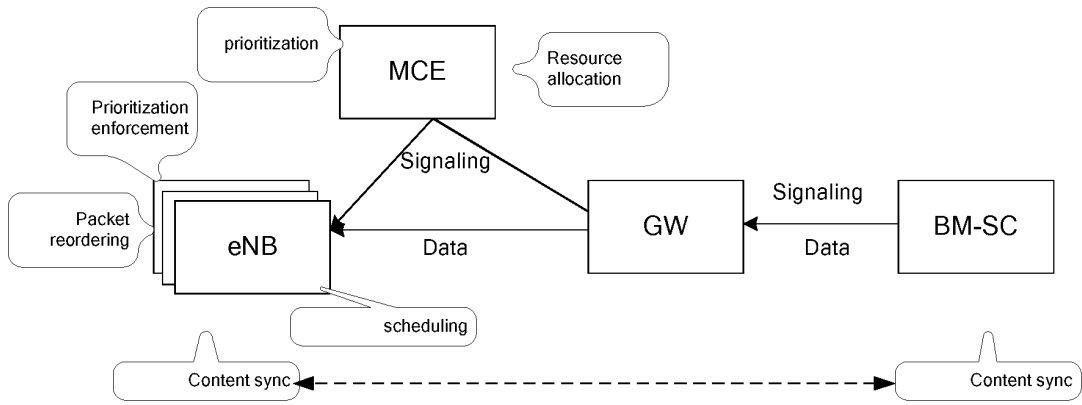 prioritization
MCE
Resource
allocation
Prioritization
enforcement
Signaling
Packet
reordering
eNB
Data
GW
Signaling
Data
BM-SC
scheduling
Content sync
Content sync